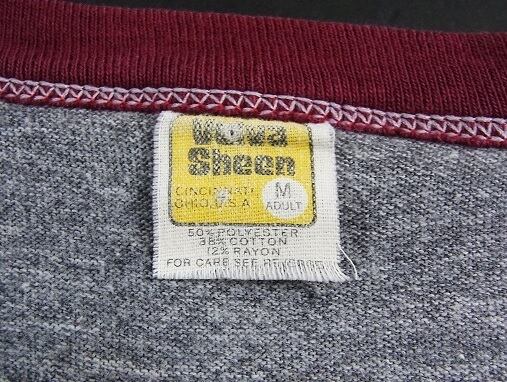 Velva
Sheen
CINCINNATI
OHIO, U.S.A
M
ADULT
50% POLYESTER
38% COTTON
12% RAYON
FOR CARE SEE REVERSE